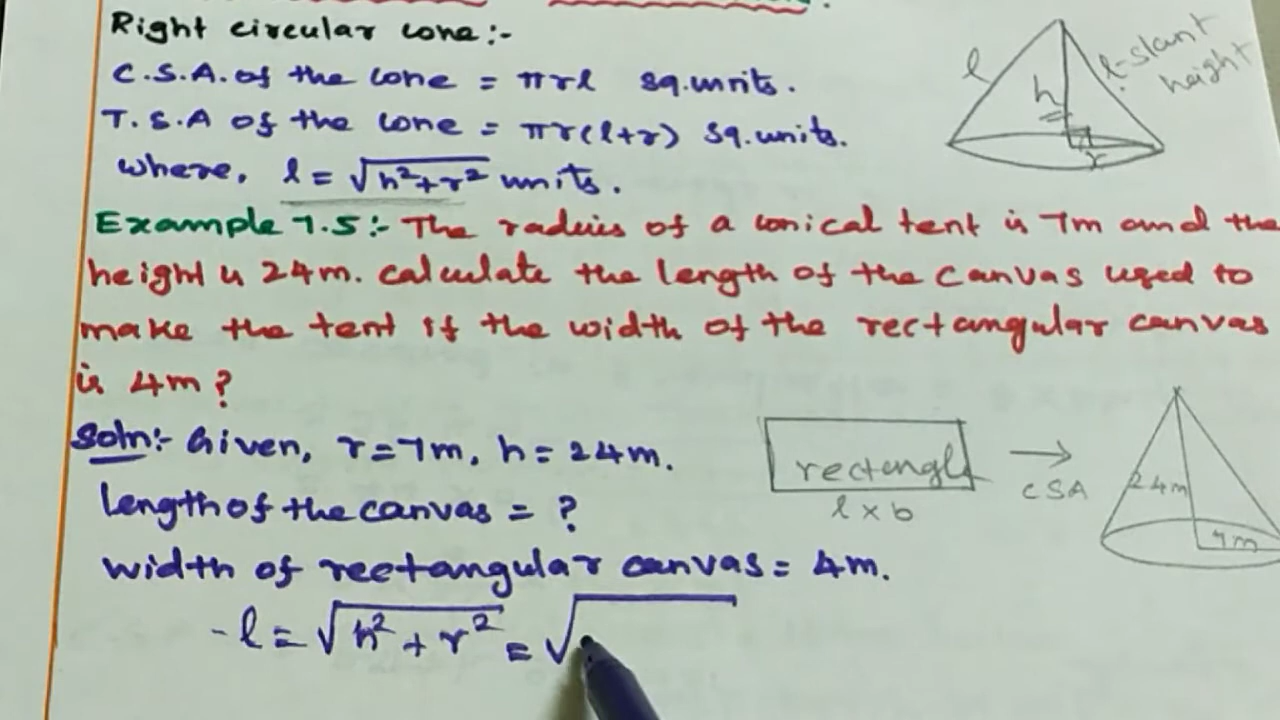 Right circular cone:-
C.S.A. of the cone = πrl sq.units.
T.S.A of the cone = πr(l+r) sq.units.
where, l = √h²+r² units.
l
l-slant height
h
r
Example 7.5:- The radius of a conical tent is 7m and the
height is 24m. calculate the length of the canvas used to
make the tent if the width of the rectangular canvas
is 4m?
Soln:- Given, r=7m, h=24m.
length of the canvas = ?
width of rectangular canvas = 4m.
l = √h²+r² = √
rectangle
l x b
→
CSA
24m
7m